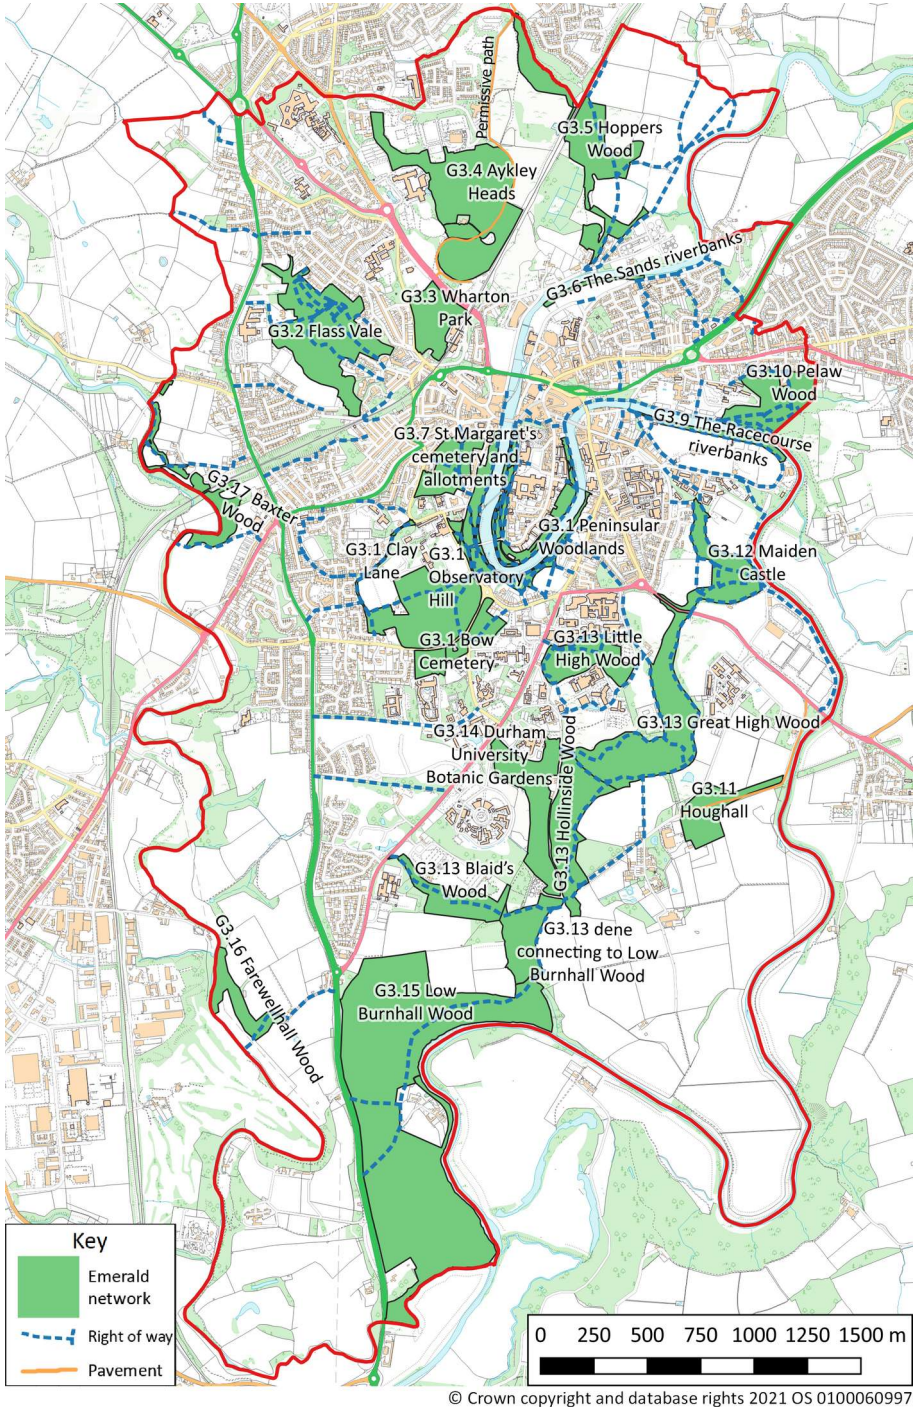 Permissive path
G3.5 Hoppers
Wood
G3.4 Aykley
Heads
G3.6 The Sands riverbanks
G3.3 Wharton
Park
G3.2 Flass Vale
G3.10 Pelaw
Wood
G3.9 The Racecourse
riverbanks
G3.7 St Margaret's
cemetery and
allotments
G3.17 Baxter
Wood
G3.1 Clay
Lane
G3.1
Observatory
Hill
G3.1 Peninsular
Woodlands
G3.12 Maiden
Castle
G3.1 Bow
Cemetery
G3.13 Little
High Wood
G3.13 Great High Wood
G3.14 Durham
University
Botanic Gardens
G3.13 Hollinside Wood
G3.11
Houghall
G3.13 Blaid's
Wood
G3.13 dene
connecting to Low
Burnhall Wood
G3.16 Farewellhall Wood
G3.15 Low
Burnhall Wood
Key
Emerald
network
Right of way
Pavement
0 250 500 750 1000 1250 1500 m
© Crown copyright and database rights 2021 OS 0100060997